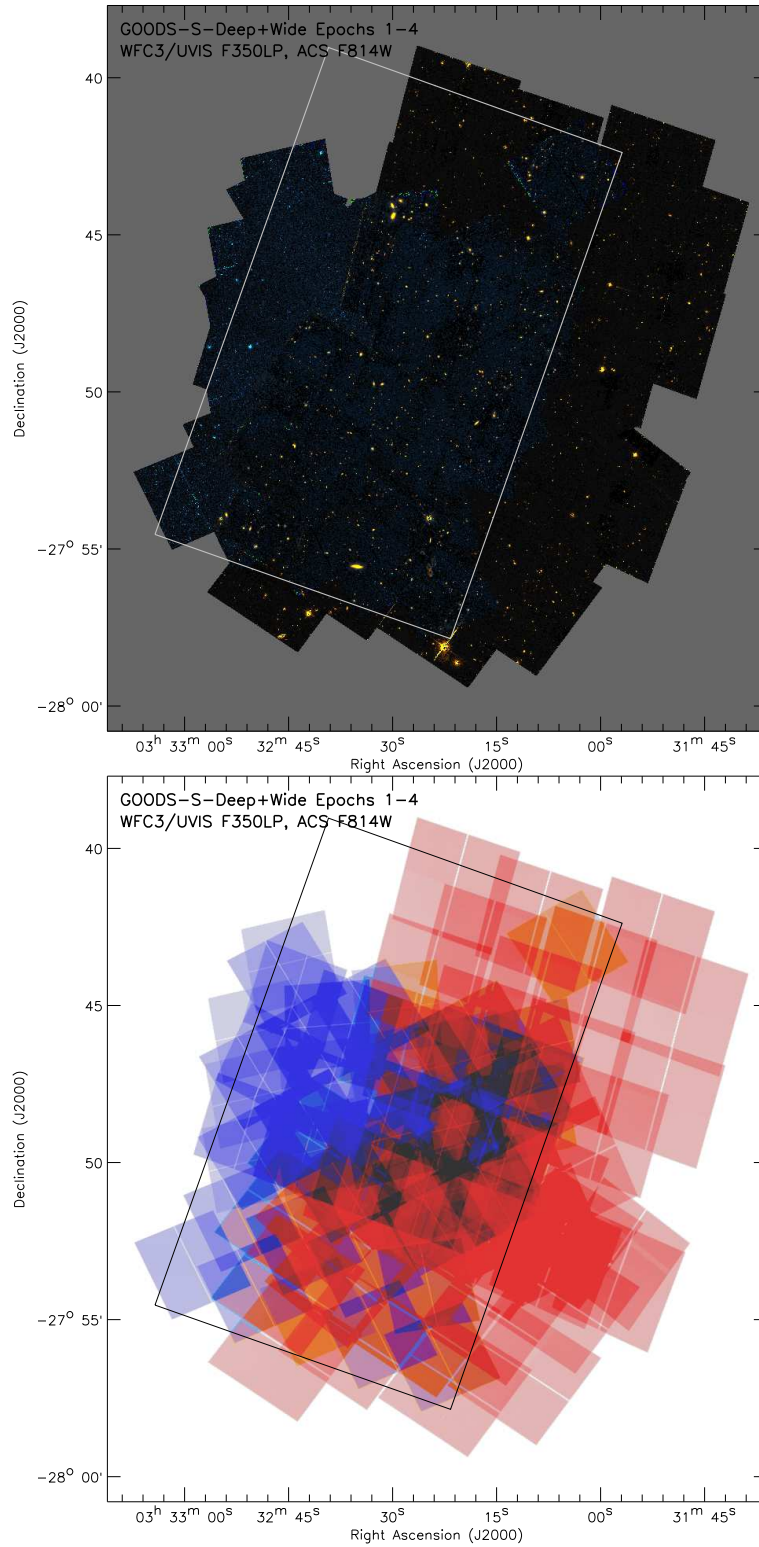 GOODS-S-Deep+Wide Epochs 1-4
WFC3/UVIS F350LP, ACS F814W
40
45
50
-27° 55'
-28° 00'
Declination (J2000)
03h 33m 00s 32m 45s 30s 15s 00s 31m 45s
Right Ascension (J2000)
GOODS-S-Deep+Wide Epochs 1-4
WFC3/UVIS F350LP, ACS F814W
40
45
50
-27° 55'
-28° 00'
Declination (J2000)
03h 33m 00s 32m 45s 30s 15s 00s 31m 45s
Right Ascension (J2000)